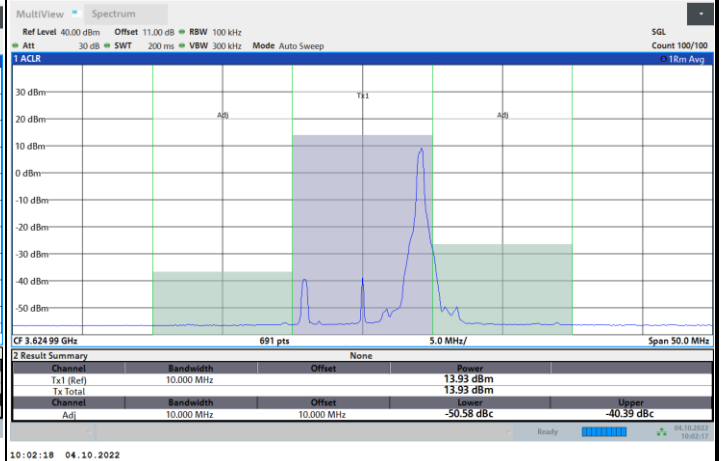 MultiView Spectrum
Ref Level 40.00 dBm Offset 11.00 dB RBW 100 kHz SGL
Att 30 dB SWT 200 ms VBW 300 kHz Mode Auto Sweep Count 100/100
1 ACLR 1Rm Avg
30 dBm
Tx1
20 dBm
Adj Adj
10 dBm
0 dBm
-10 dBm
-20 dBm
-30 dBm
-40 dBm
-50 dBm
CF 3.624 99 GHz 691 pts 5.0 MHz/ Span 50.0 MHz
2 Result Summary None
Channel Bandwidth Offset Power
Tx1 (Ref) 10.000 MHz 13.93 dBm
Tx Total 13.93 dBm
Channel Bandwidth Offset Lower Upper
Adj 10.000 MHz 10.000 MHz -50.58 dBc -40.39 dBc
Ready 04.10.2022
10:02:17
10:02:18 04.10.2022